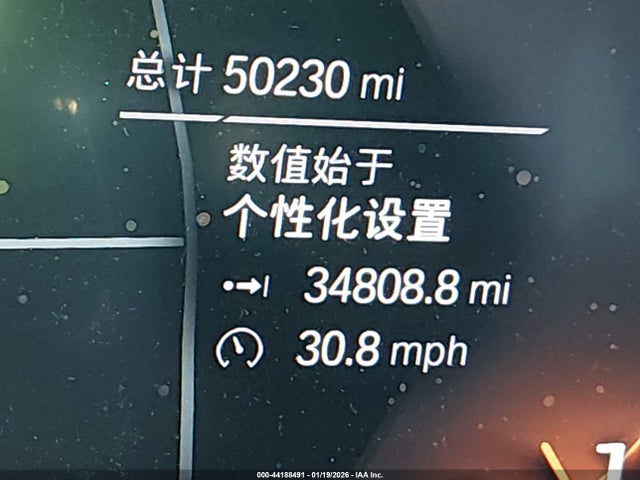 总计 50230 mi
数值始于
个性化设置
34808.8 mi
30.8 mph
000-44188491 - 01/19/2026 - IAA Inc.